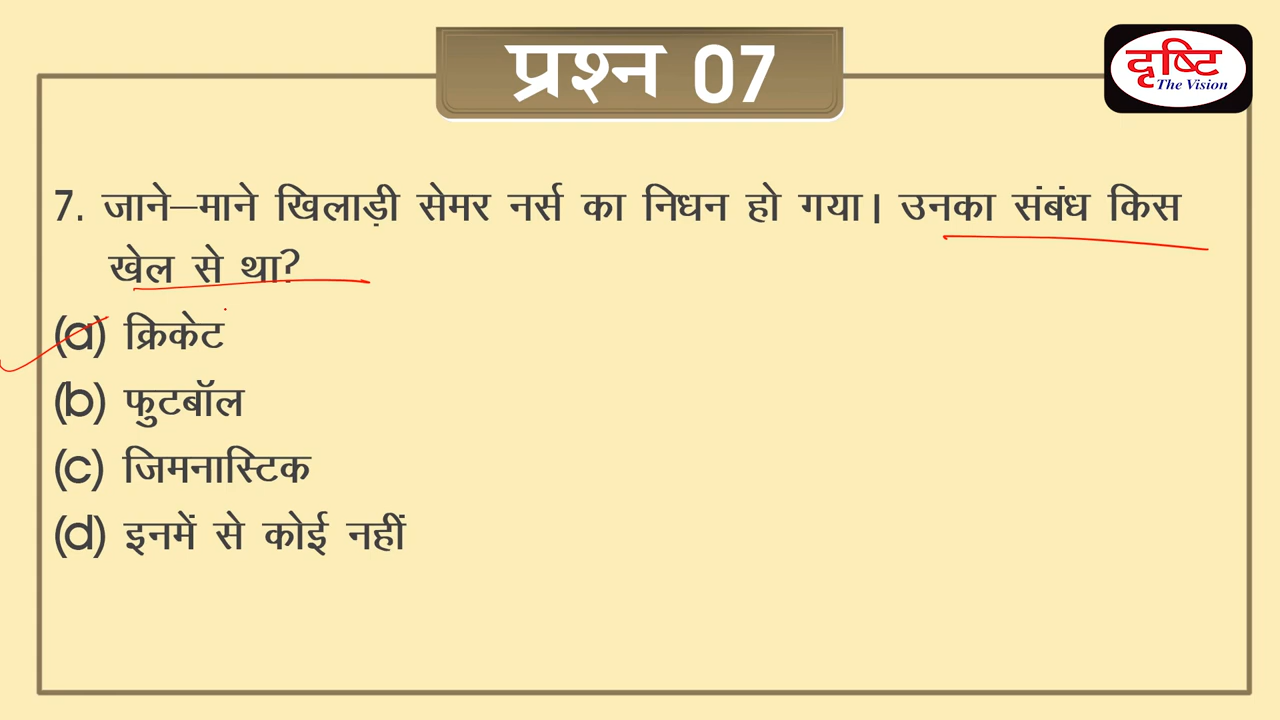 प्रश्न 07
दृष्टि
The Vision
7. जाने–माने खिलाड़ी सेमर नर्स का निधन हो गया। उनका संबंध किस
खेल से था?
(a) क्रिकेट
(b) फुटबॉल
(c) जिमनास्टिक
(d) इनमें से कोई नहीं